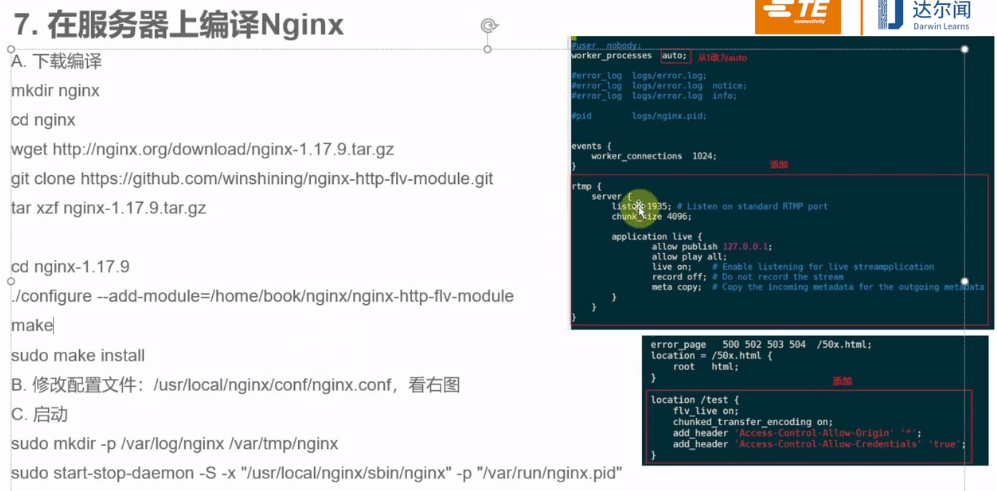 7. 在服务器上编译Nginx
TE
connectivity
达尔闻
Darwin Learns
A. 下载编译
mkdir nginx
cd nginx
wget http://nginx.org/download/nginx-1.17.9.tar.gz
git clone https://github.com/winshining/nginx-http-flv-module.git
tar xzf nginx-1.17.9.tar.gz
cd nginx-1.17.9
./configure --add-module=/home/book/nginx/nginx-http-flv-module
make
sudo make install
B. 修改配置文件：/usr/local/nginx/conf/nginx.conf，看右图
C. 启动
sudo mkdir -p /var/log/nginx /var/tmp/nginx
sudo start-stop-daemon -S -x "/usr/local/nginx/sbin/nginx" -p "/var/run/nginx.pid"
#user nobody;
worker_processes auto; 从1改为auto
#error_log logs/error.log;
#error_log logs/error.log notice;
#error_log logs/error.log info;
#pid logs/nginx.pid;
events {
worker_connections 1024;
}
添加
rtmp {
server {
1935; # Listen on standard RTMP port
4096;
application live {
allow publish 127.0.0.1;
allow play all;
live on; # Enable listening for live streampplication
record off; # Do not record the stream
meta copy; # Copy the incoming metadata for the outgoing metadata
}
}
}
error_page 500 502 503 504 /50x.html;
location = /50x.html {
root html;
}
添加
location /test {
flv_live on;
chunked_transfer_encoding on;
add_header 'Access-Control-Allow-Origin' '*';
add_header 'Access-Control-Allow-Credentials' 'true';
}